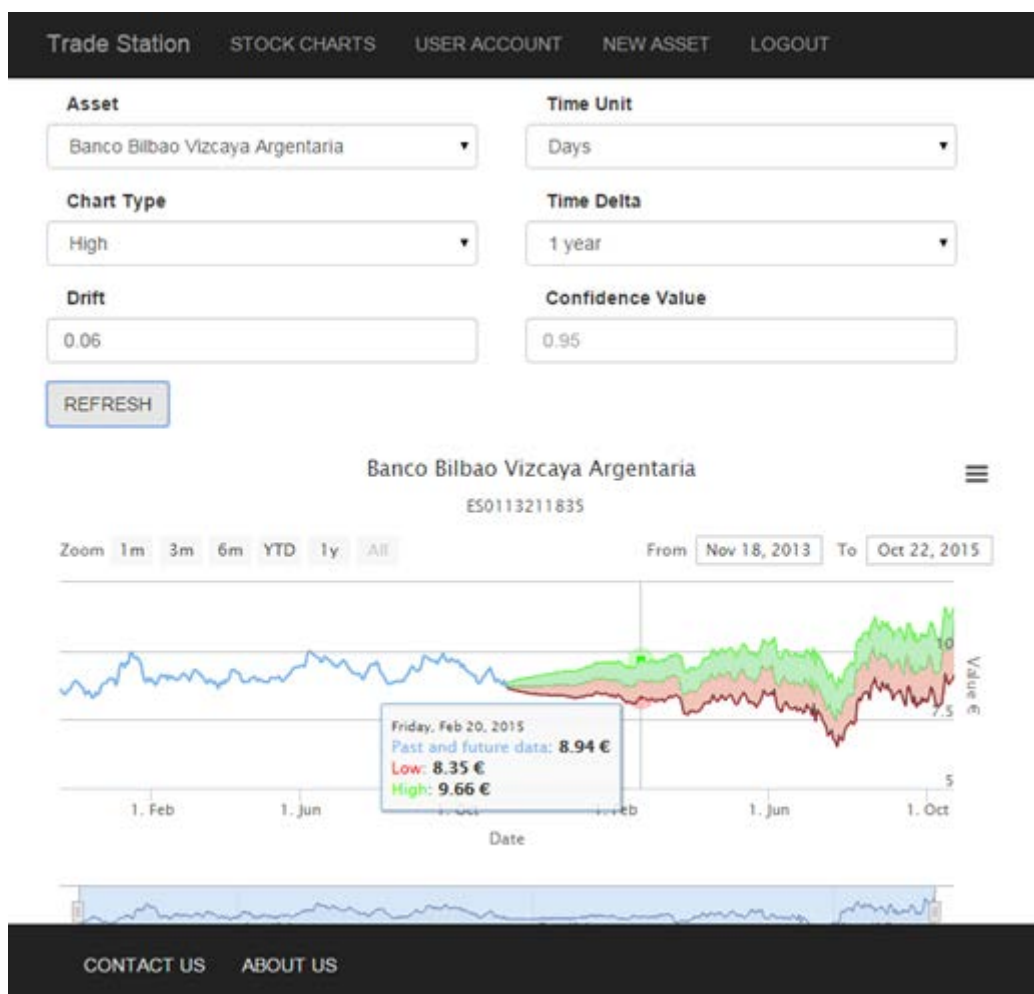 Trade Station STOCK CHARTS USER ACCOUNT NEW ASSET LOGOUT
Asset Time Unit
Banco Bilbao Vizcaya Argentaria Days
Chart Type Time Delta
High 1 year
Drift Confidence Value
0.06 0.95
REFRESH
Banco Bilbao Vizcaya Argentaria
ES0113211835
Zoom 1m 3m 6m YTD 1y All From Nov 18, 2013 To Oct 22, 2015
10
Value €
7.5
Friday, Feb 20, 2015
Past and future data: 8.94 €
Low: 8.35 €
High: 9.66 €
5
1. Feb 1. Jun 1. Oct 1. Feb 1. Jun 1. Oct
Date
CONTACT US ABOUT US